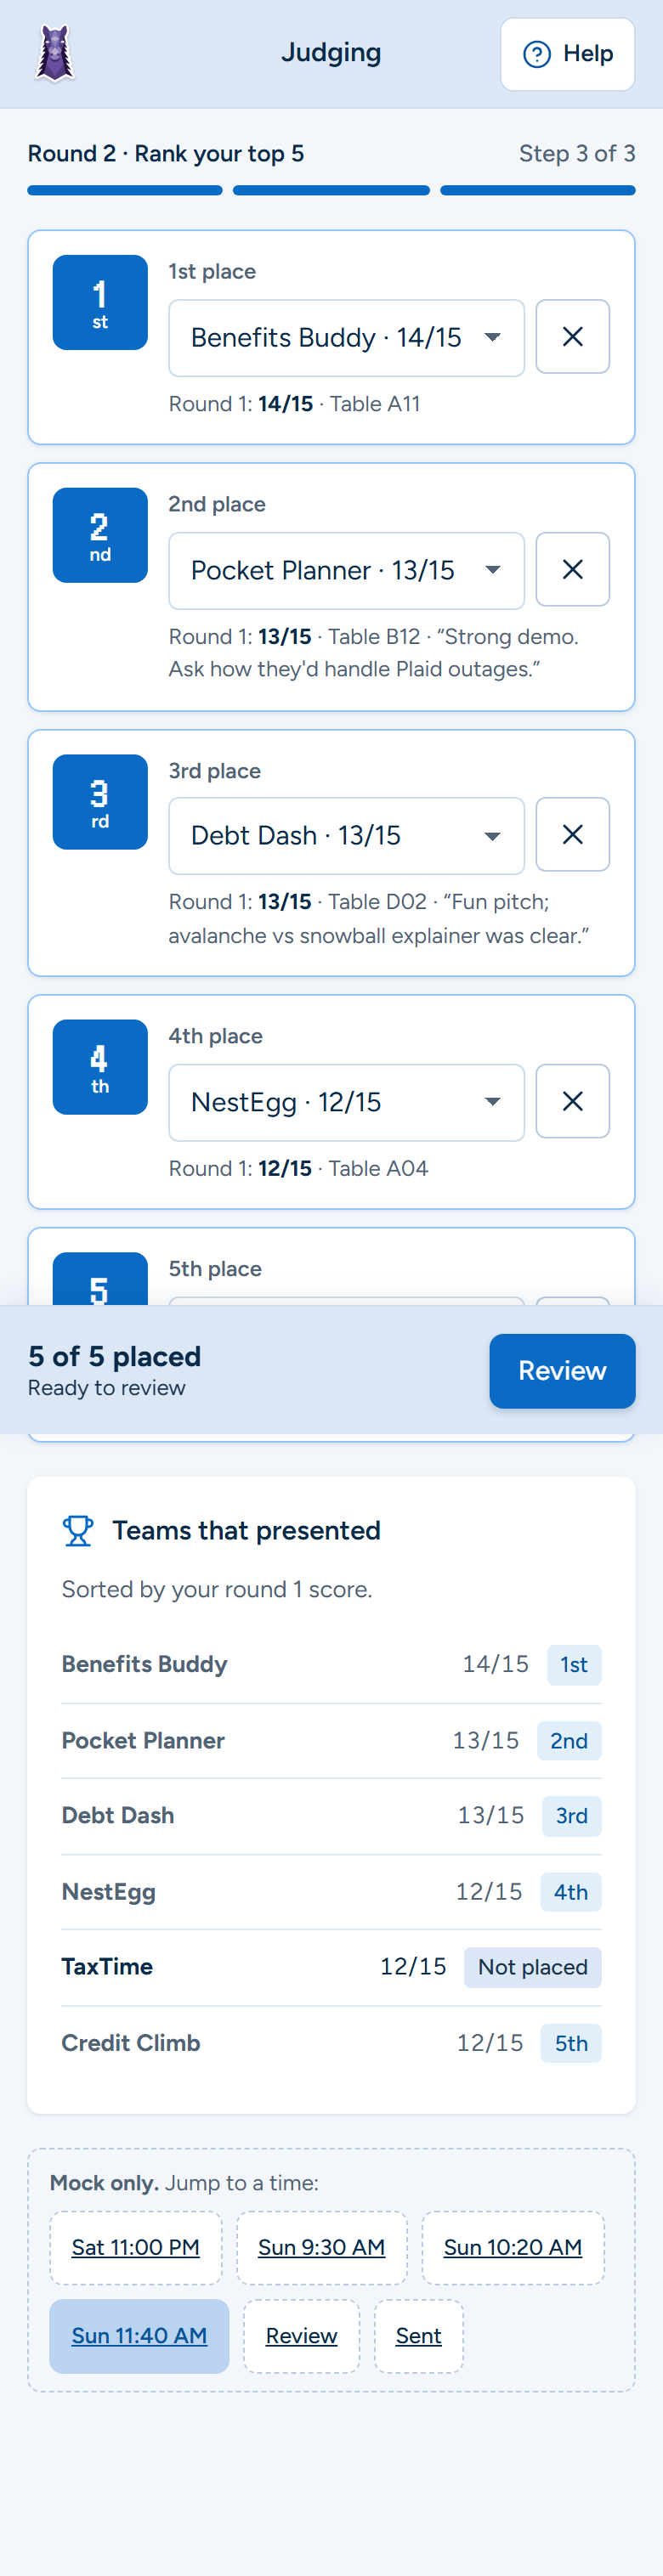 Judging
Help
Round 2 · Rank your top 5
Step 3 of 3
1
st
1st place
Benefits Buddy · 14/15
Round 1: 14/15 · Table A11
2
nd
2nd place
Pocket Planner · 13/15
Round 1: 13/15 · Table B12 · “Strong demo.
Ask how they'd handle Plaid outages.”
3
rd
3rd place
Debt Dash · 13/15
Round 1: 13/15 · Table D02 · “Fun pitch;
avalanche vs snowball explainer was clear.”
4
th
4th place
NestEgg · 12/15
Round 1: 12/15 · Table A04
5
5th place
5 of 5 placed
Ready to review
Review
Teams that presented
Sorted by your round 1 score.
Benefits Buddy 14/15 1st
Pocket Planner 13/15 2nd
Debt Dash 13/15 3rd
NestEgg 12/15 4th
TaxTime 12/15 Not placed
Credit Climb 12/15 5th
Mock only. Jump to a time:
Sat 11:00 PM
Sun 9:30 AM
Sun 10:20 AM
Sun 11:40 AM
Review
Sent